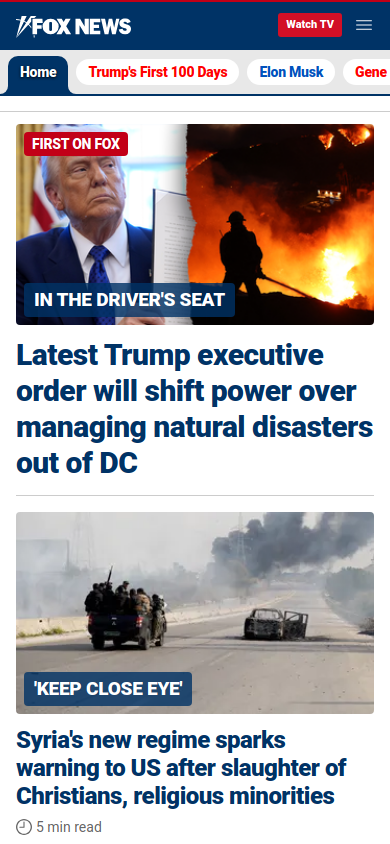 FOX NEWS
Watch TV
Home
Trump's First 100 Days
Elon Musk
Gene
FIRST ON FOX
IN THE DRIVER'S SEAT
Latest Trump executive
order will shift power over
managing natural disasters
out of DC
'KEEP CLOSE EYE'
Syria's new regime sparks
warning to US after slaughter of
Christians, religious minorities
5 min read